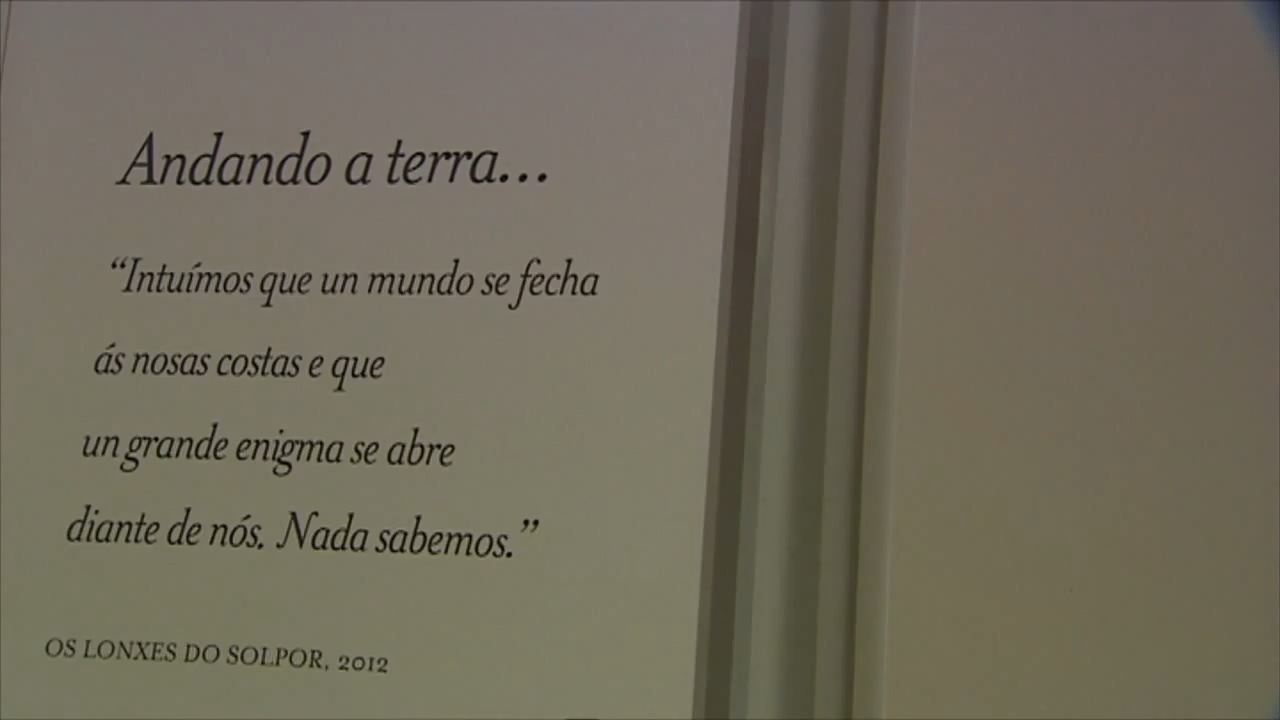 Andando a terra...
“Intuímos que un mundo se fecha
ás nosas costas e que
un grande enigma se abre
diante de nós. Nada sabemos.”
OS LONXES DO SOLPOR, 2012